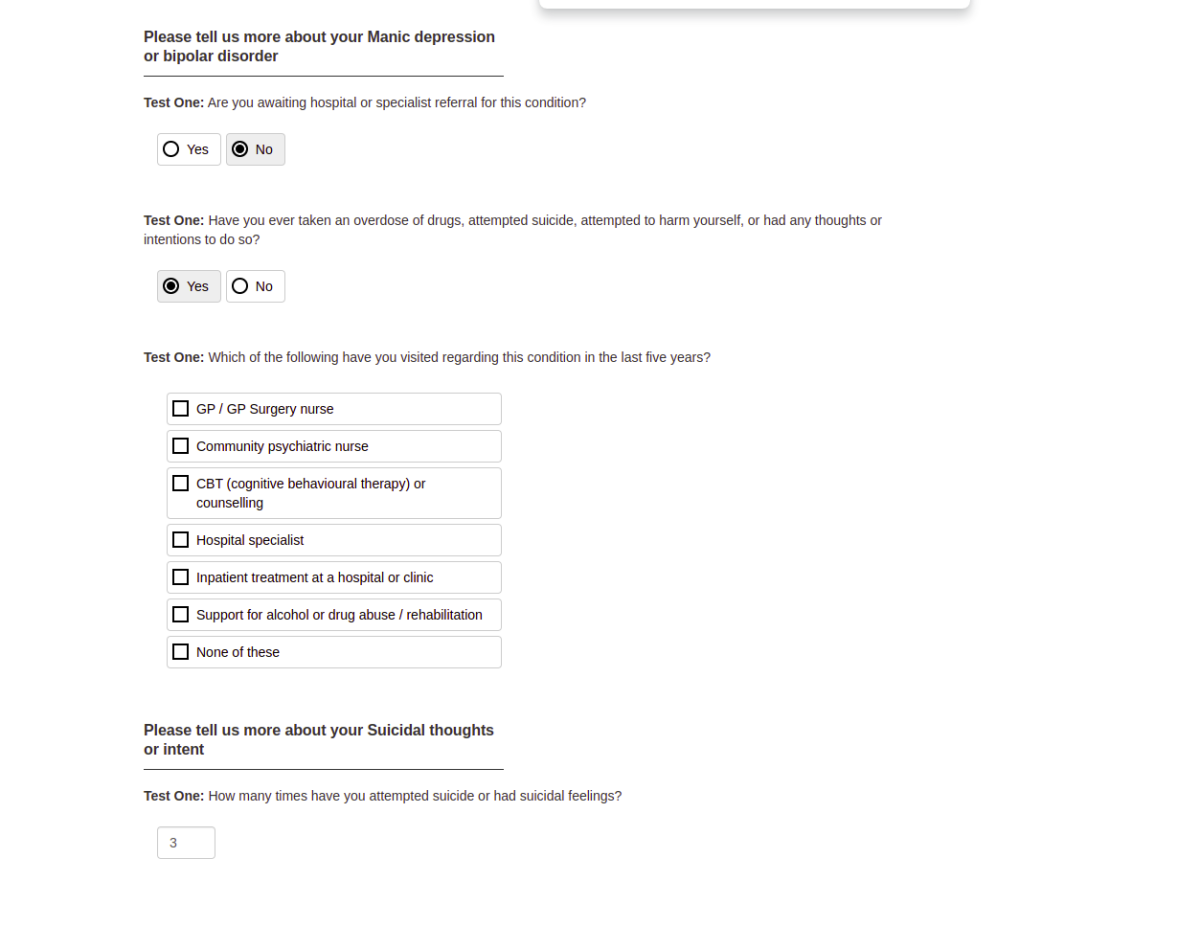 Please tell us more about your Manic depression
or bipolar disorder
Test One: Are you awaiting hospital or specialist referral for this condition?
Yes No
Test One: Have you ever taken an overdose of drugs, attempted suicide, attempted to harm yourself, or had any thoughts or
intentions to do so?
Yes No
Test One: Which of the following have you visited regarding this condition in the last five years?
GP / GP Surgery nurse
Community psychiatric nurse
CBT (cognitive behavioural therapy) or
counselling
Hospital specialist
Inpatient treatment at a hospital or clinic
Support for alcohol or drug abuse / rehabilitation
None of these
Please tell us more about your Suicidal thoughts
or intent
Test One: How many times have you attempted suicide or had suicidal feelings?
3